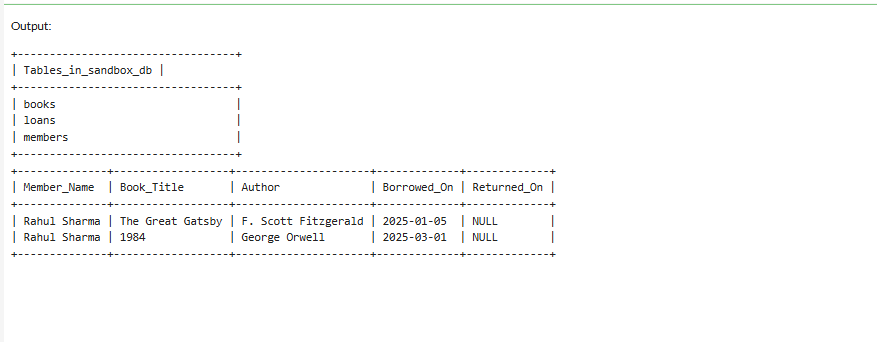 Output:
+----------------------------------+
| Tables_in_sandbox_db |
+----------------------------------+
| books                            |
| loans                            |
| members                          |
+----------------------------------+
+--------------+------------------+----------------------+-------------+-------------+
| Member_Name  | Book_Title       | Author               | Borrowed_On | Returned_On |
+--------------+------------------+----------------------+-------------+-------------+
| Rahul Sharma | The Great Gatsby | F. Scott Fitzgerald | 2025-01-05  | NULL        |
| Rahul Sharma | 1984             | George Orwell       | 2025-03-01  | NULL        |
+--------------+------------------+----------------------+-------------+-------------+